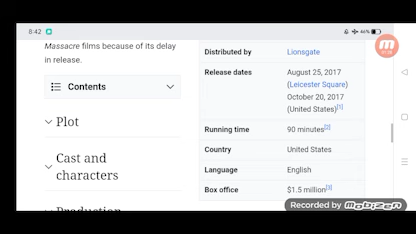 8:42
46%
Massacre films because of its delay
in release.
Contents
Plot
Cast and
characters
Production
Distributed by Lionsgate
Release dates August 25, 2017
(Leicester Square)
October 20, 2017
(United States)[1]
Running time 90 minutes[2]
Country United States
Language English
Box office $1.5 million[3]
Recorded by Mobizen